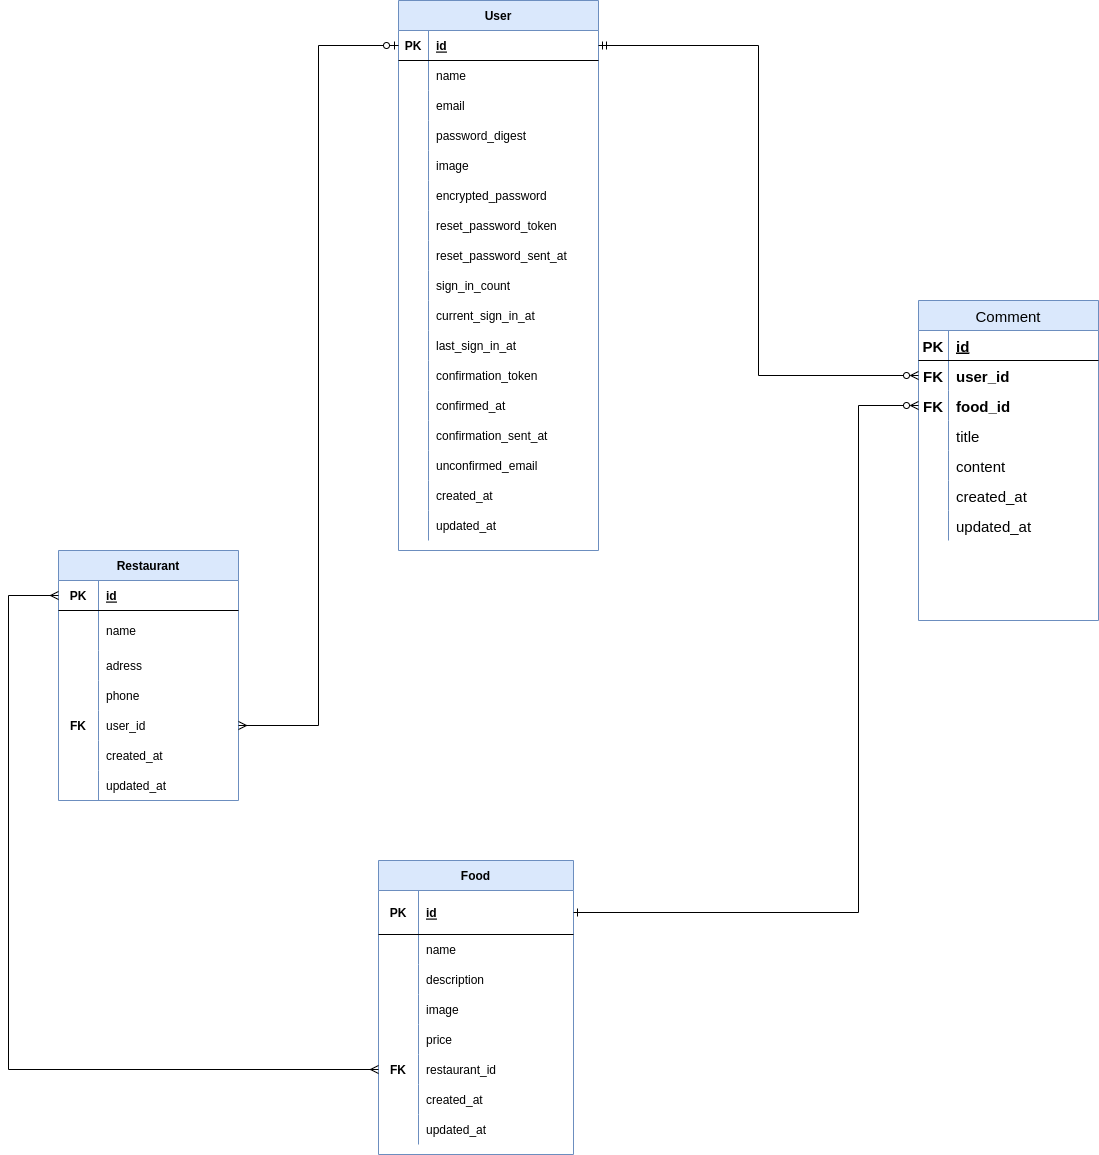 User
PK id
name
email
password_digest
image
encrypted_password
reset_password_token
reset_password_sent_at
sign_in_count
current_sign_in_at
last_sign_in_at
confirmation_token
confirmed_at
confirmation_sent_at
unconfirmed_email
created_at
updated_at
Comment
PK id
FK user_id
FK food_id
title
content
created_at
updated_at
Restaurant
PK id
name
adress
phone
FK user_id
created_at
updated_at
Food
PK id
name
description
image
price
FK restaurant_id
created_at
updated_at